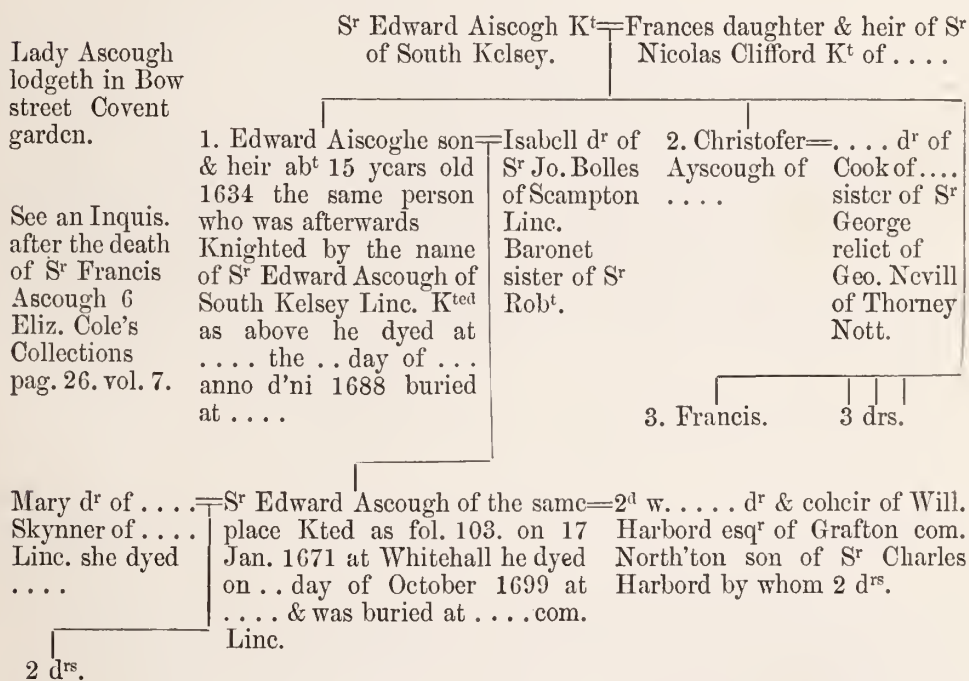 Sʳ Edward Aiscogh Kᵗ=Frances daughter & heir of Sʳ
of South Kelsey.
Nicolas Clifford Kᵗ of . . . .
Lady Ascough
lodgeth in Bow
street Covent
garden.
See an Inquis.
after the death
of Sʳ Francis
Ascough 6
Eliz. Cole's
Collections
pag. 26. vol. 7.
1. Edward Aiscoghe son=
& heir abᵗ 15 years old
1634 the same person
who was afterwards
Knighted by the name
of Sʳ Edward Ascough of
South Kelsey Linc. Kᵗᵉᵈ
as above he dyed at
. . . . the . . day of . . .
anno d'ni 1688 buried
at . . . .
Isabell dʳ of
Sʳ Jo. Bolles
of Scampton
Linc.
Baronet
sister of Sʳ
Robᵗ.
2. Christofer=
Ayscough of
. . . .
. . . . dʳ of
Cook of . . . .
sister of Sʳ
George
relict of
Geo. Nevill
of Thorney
Nott.
3. Francis.
3 drs.
Mary dʳ of . . . .=
Skynner of . . . .
Linc. she dyed
. . . .
Sʳ Edward Ascough of the same=
place Kted as fol. 103. on 17
Jan. 1671 at Whitehall he dyed
on . . day of October 1699 at
. . . . & was buried at . . . . com.
Linc.
2ᵈ w. . . . . dʳ & coheir of Will.
Harbord esqʳ of Grafton com.
North'ton son of Sʳ Charles
Harbord by whom 2 dʳˢ.
2 dʳˢ.